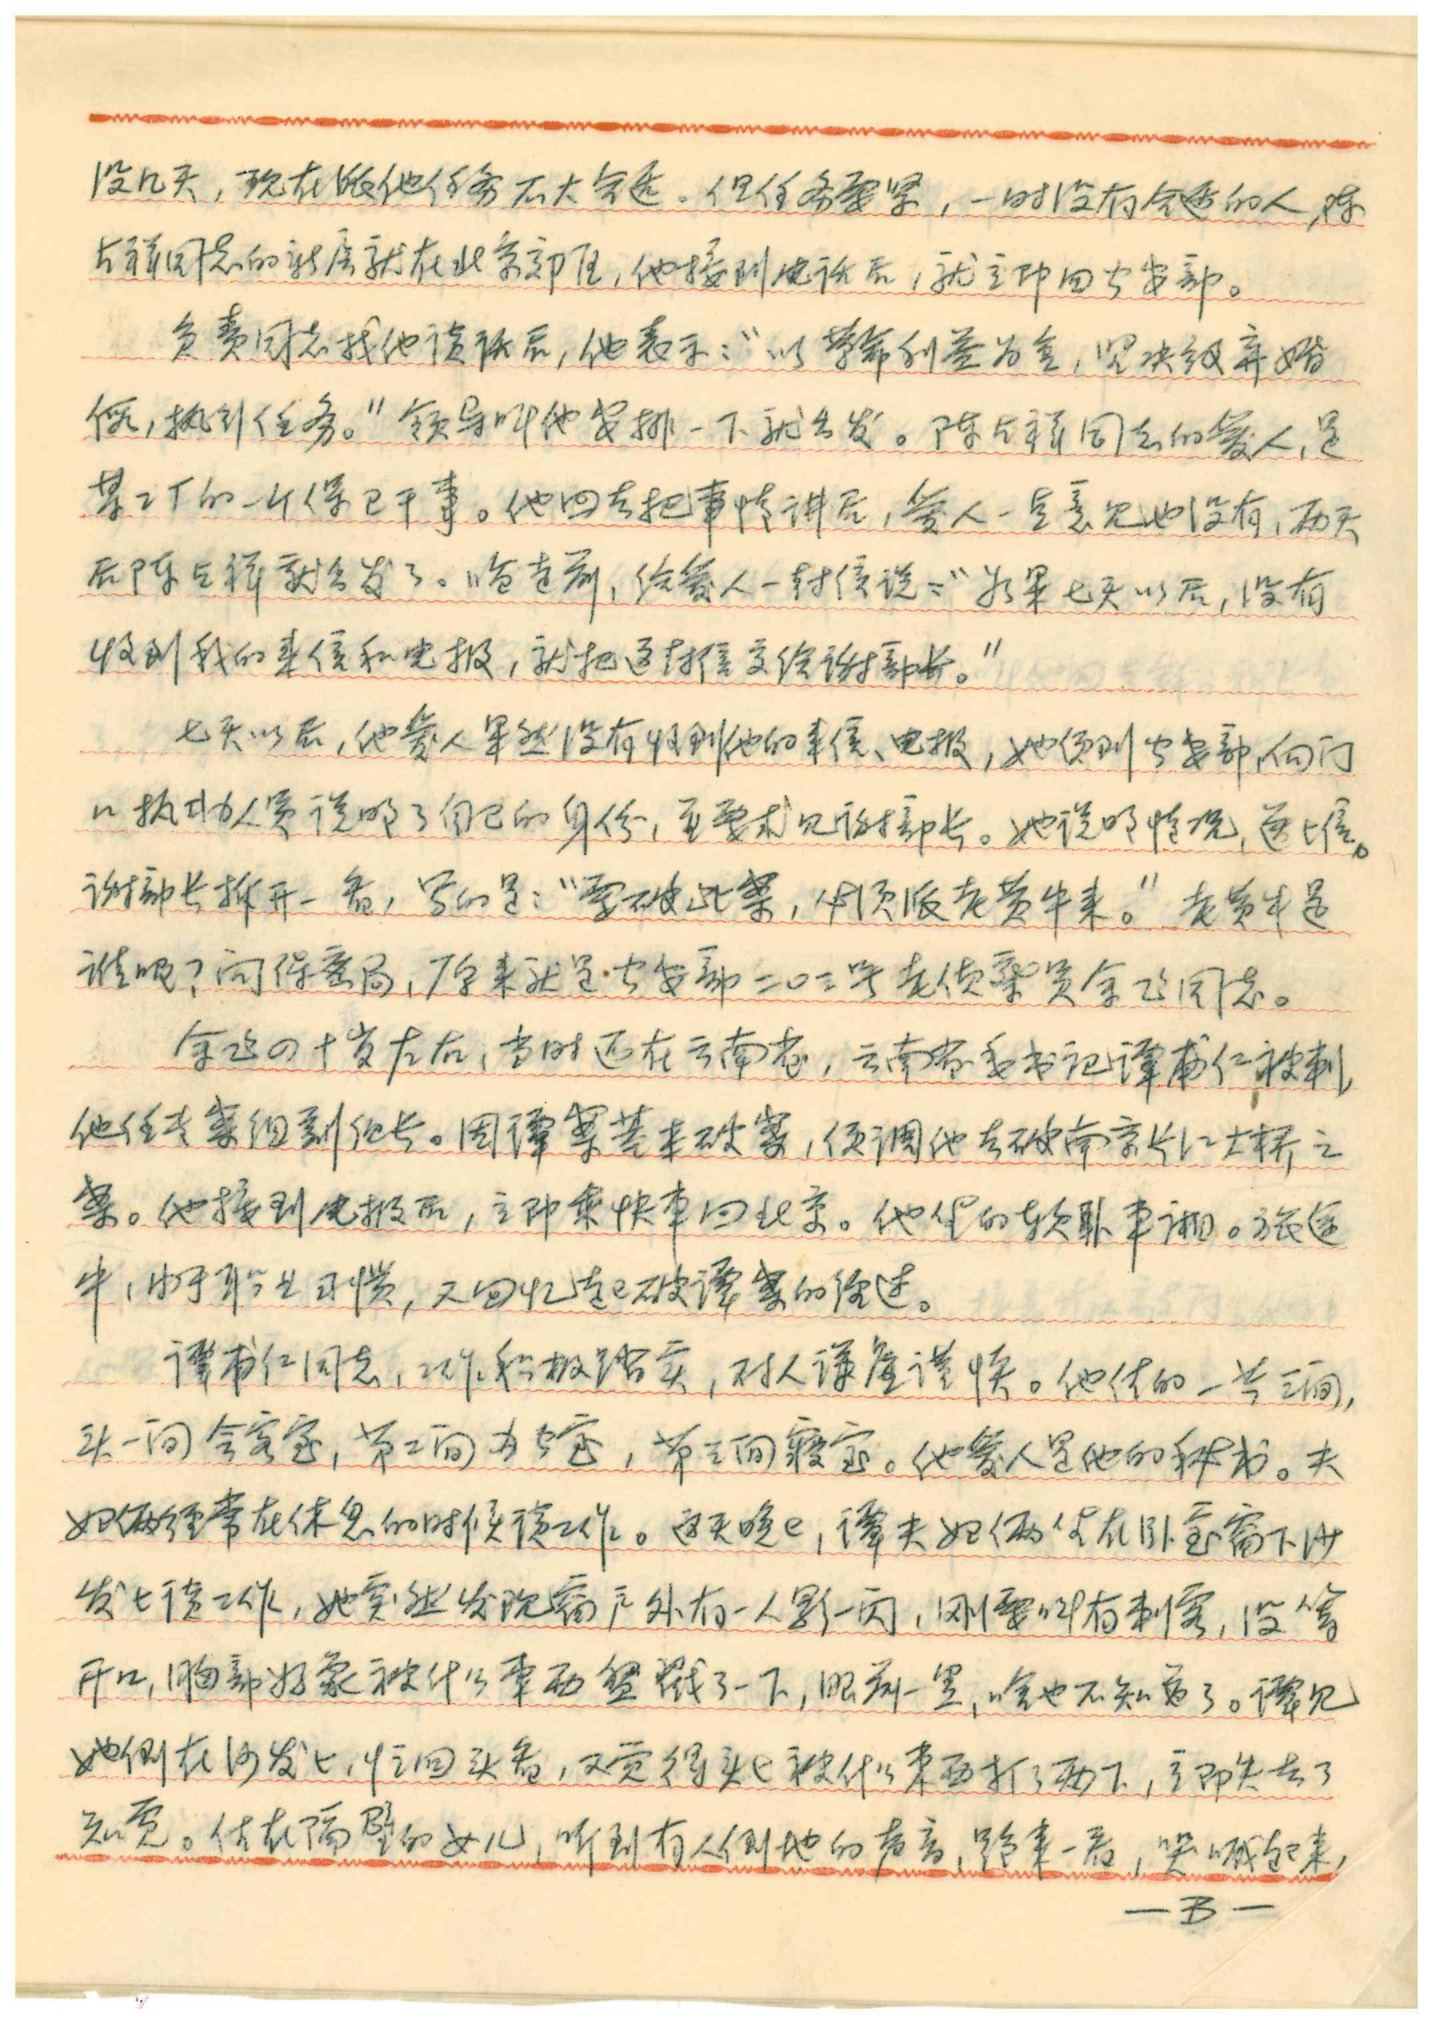 没几天，现在派他任务不大合适。但任务要紧，一时没有合适的人，陈
占祥同志的新房就在北京郊区，他接到电话后，就立即回公安部。
负责同志找他谈话后，他表示：“以革命利益为重，坚决放弃婚
假，执行任务。”领导叫他安排一下就出发。陈占祥同志的爱人，是
某工厂的一个保卫干事。他回去把事情讲后，爱人一点意见也没有，两天
后陈占祥就出发了。临走前，给爱人一封信说：“如果七天以后，没有
收到我的来信和电报，就把这封信交给谢部长。”
七天以后，他爱人果然没有收到他的来信、电报，她便到公安部，向门
口执勤人员说明了自己的身份，并要求见谢部长。她说明情况，送上信。
谢部长拆开一看，写的是：“要破此案，必须派老黄牛来。”老黄牛是
谁呢？问保密局，原来就是公安部二〇三号老侦察员余飞同志。
余飞四十岁左右，当时还在云南省，云南省委书记谭甫仁被刺，
他任专案组副组长。因谭案基本破案，便调他去破南京长江大桥之
案。他接到电报后，立即乘快车回北京。他坐的软卧车厢。旅途
中，由于职业习惯，又回忆起已破谭案的经过。
谭甫仁同志，工作积极踏实，对人谦虚谨慎。他住的一共三间，
头一间会客室，第二间办公室，第三间寝室。他爱人是他的秘书。夫
妇俩经常在休息的时候谈工作。这天晚上，谭夫妇俩坐在卧室窗下沙
发上谈工作，她突然发现窗户外有一人影一闪，刚要叫有刺客，没等
开口，胸部好象被什么东西猛戳了一下，眼前一黑，啥也不知道了。谭见
她倒在沙发上，忙回头看，又觉得头上被什么东西打了两下，立即失去了
知觉。住在隔壁的女儿，听到有人倒地的声音，跑来一看，哭喊起来，
—3—